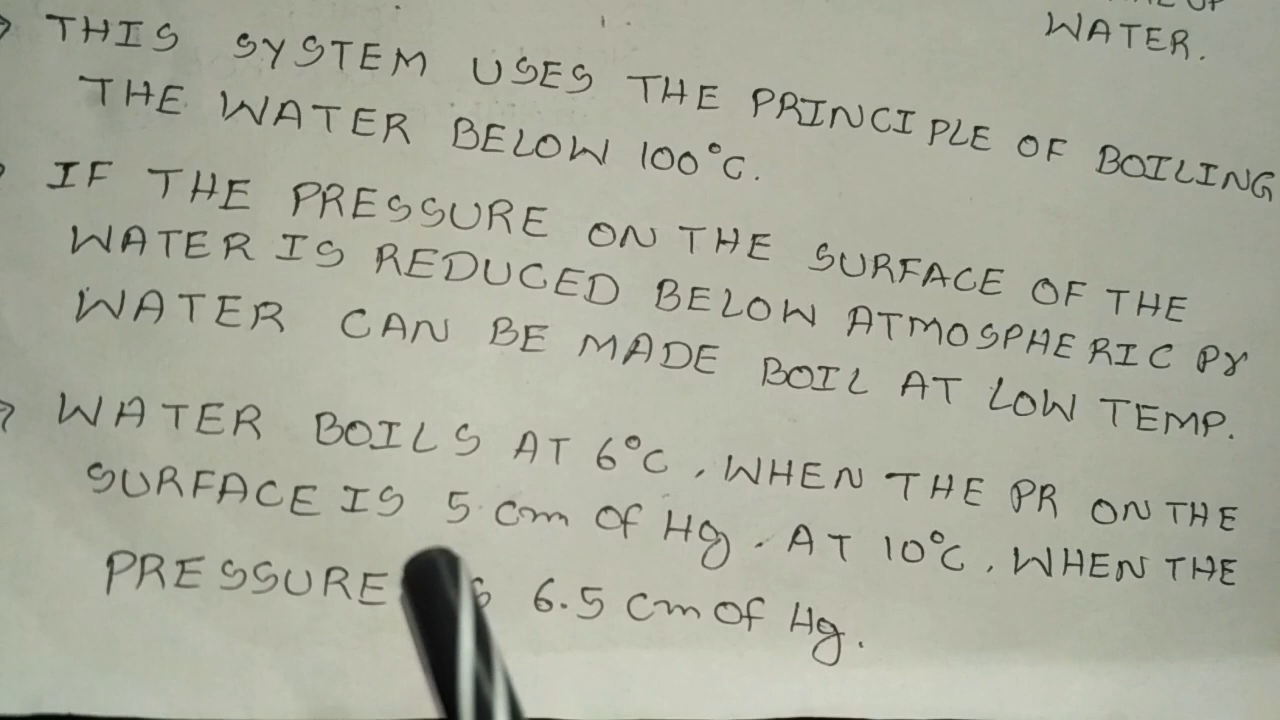 WATER.
→ THIS SYSTEM USES THE PRINCIPLE OF BOILING
THE WATER BELOW 100°C.
IF THE PRESSURE ON THE SURFACE OF THE
WATER IS REDUCED BELOW ATMOSPHERIC Pr
WATER CAN BE MADE BOIL AT LOW TEMP.
→ WATER BOILS AT 6°C, WHEN THE PR ON THE
SURFACE IS 5 cm of Hg. AT 10°C, WHEN THE
PRESSURE 6.5 cm of Hg.